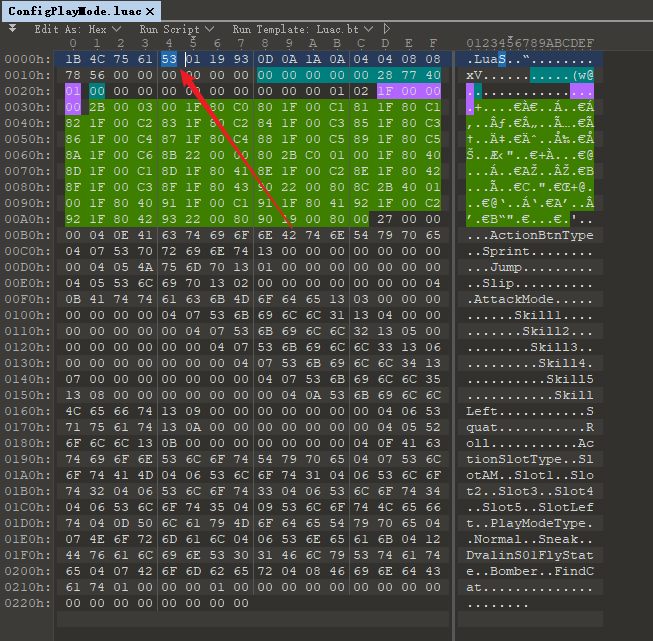 ConfigPlayMode.luac ×
Edit As: Hex Run Script Run Template: Luac.bt
0 1 2 3 4 5 6 7 8 9 A B C D E F 0123456789ABCDEF
0000h: 1B 4C 75 61 53 01 19 93 0D 0A 1A 0A 04 04 08 08 .LuaS..“........
0010h: 78 56 00 00 00 00 00 00 00 00 00 00 00 28 77 40 xV...........(w@
0020h: 01 00 00 00 00 00 00 00 00 00 00 01 02 1F 00 00 ................
0030h: 00 2B 00 03 00 1F 80 C0 80 1F 00 C1 81 1F 80 C1 .+....€À€..Á..€Á
0040h: 82 1F 00 C2 83 1F 80 C2 84 1F 00 C3 85 1F 80 C3 ‚..Âƒ.€Â„..Ã….€Ã
0050h: 86 1F 00 C4 87 1F 80 C4 88 1F 00 C5 89 1F 80 C5 †..Ä‡.€Äˆ..Å‰.€Å
0060h: 8A 1F 00 C6 8B 22 00 00 80 2B C0 01 00 1F 80 40 Š..Æ‹"..€+À...€@
0070h: 8D 1F 00 C1 8D 1F 80 41 8E 1F 00 C2 8E 1F 80 42 ...Á..€AŽ..ÂŽ.€B
0080h: 8F 1F 00 C3 8F 1F 80 43 90 22 00 80 8C 2B 40 01 ...Ã..€C.".€Œ+@.
0090h: 00 1F 80 40 91 1F 00 C1 91 1F 80 41 92 1F 00 C2 ..€@‘..Á‘.€A’..Â
00A0h: 92 1F 80 42 93 22 00 80 90 19 00 80 00 27 00 00 ’.€B“".€...€.'..
00B0h: 00 04 0E 41 63 74 69 6F 6E 42 74 6E 54 79 70 65 ...ActionBtnType
00C0h: 04 07 53 70 72 69 6E 74 13 00 00 00 00 00 00 00 ..Sprint........
00D0h: 00 04 05 4A 75 6D 70 13 01 00 00 00 00 00 00 00 ...Jump.........
00E0h: 04 05 53 6C 69 70 13 02 00 00 00 00 00 00 00 04 ..Slip..........
00F0h: 0B 41 74 74 61 63 6B 4D 6F 64 65 13 03 00 00 00 .AttackMode.....
0100h: 00 00 00 00 04 07 53 6B 69 6C 6C 31 13 04 00 00 ......Skill1....
0110h: 00 00 00 00 00 04 07 53 6B 69 6C 6C 32 13 05 00 .......Skill2...
0120h: 00 00 00 00 00 00 04 07 53 6B 69 6C 6C 33 13 06 ........Skill3..
0130h: 00 00 00 00 00 00 00 04 07 53 6B 69 6C 6C 34 13 .........Skill4.
0140h: 07 00 00 00 00 00 00 00 04 07 53 6B 69 6C 6C 35 ..........Skill5
0150h: 13 08 00 00 00 00 00 00 00 04 0A 53 6B 69 6C 6C ...........Skill
0160h: 4C 65 66 74 13 09 00 00 00 00 00 00 00 04 06 53 Left...........S
0170h: 71 75 61 74 13 0A 00 00 00 00 00 00 00 04 05 52 quat...........R
0180h: 6F 6C 6C 13 0B 00 00 00 00 00 00 00 04 0F 41 63 oll...........Ac
0190h: 74 69 6F 6E 53 6C 6F 74 54 79 70 65 04 07 53 6C tionSlotType..Sl
01A0h: 6F 74 41 4D 04 06 53 6C 6F 74 31 04 06 53 6C 6F otAM..Slot1..Slo
01B0h: 74 32 04 06 53 6C 6F 74 33 04 06 53 6C 6F 74 34 t2..Slot3..Slot4
01C0h: 04 06 53 6C 6F 74 35 04 09 53 6C 6F 74 4C 65 66 ..Slot5..SlotLef
01D0h: 74 04 0D 50 6C 61 79 4D 6F 64 65 54 79 70 65 04 t..PlayModeType.
01E0h: 07 4E 6F 72 6D 61 6C 04 06 53 6E 65 61 6B 04 12 .Normal..Sneak..
01F0h: 44 76 61 6C 69 6E 53 30 31 46 6C 79 53 74 61 74 DvalinS01FlyStat
0200h: 65 04 07 42 6F 6D 62 65 72 04 08 46 69 6E 64 43 e..Bomber..FindC
0210h: 61 74 01 00 00 00 01 00 00 00 00 00 00 00 00 00 at..............
0220h: 00 00 00 00 00 00 00 00 ........